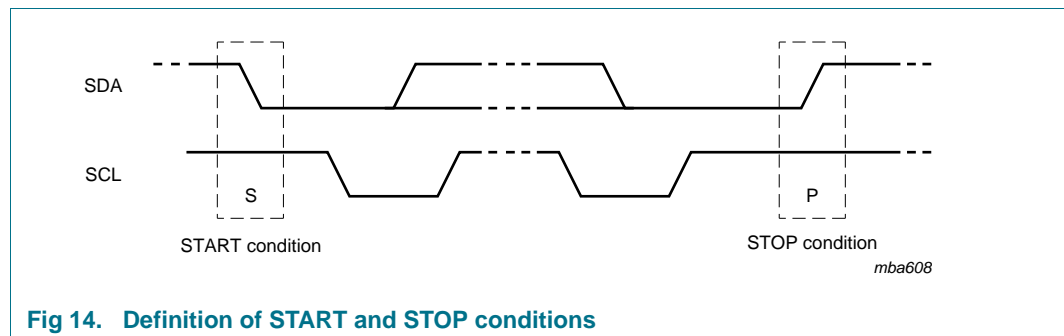 SDA
SCL
S
P
START condition
STOP condition
mba608
Fig 14. Definition of START and STOP conditions